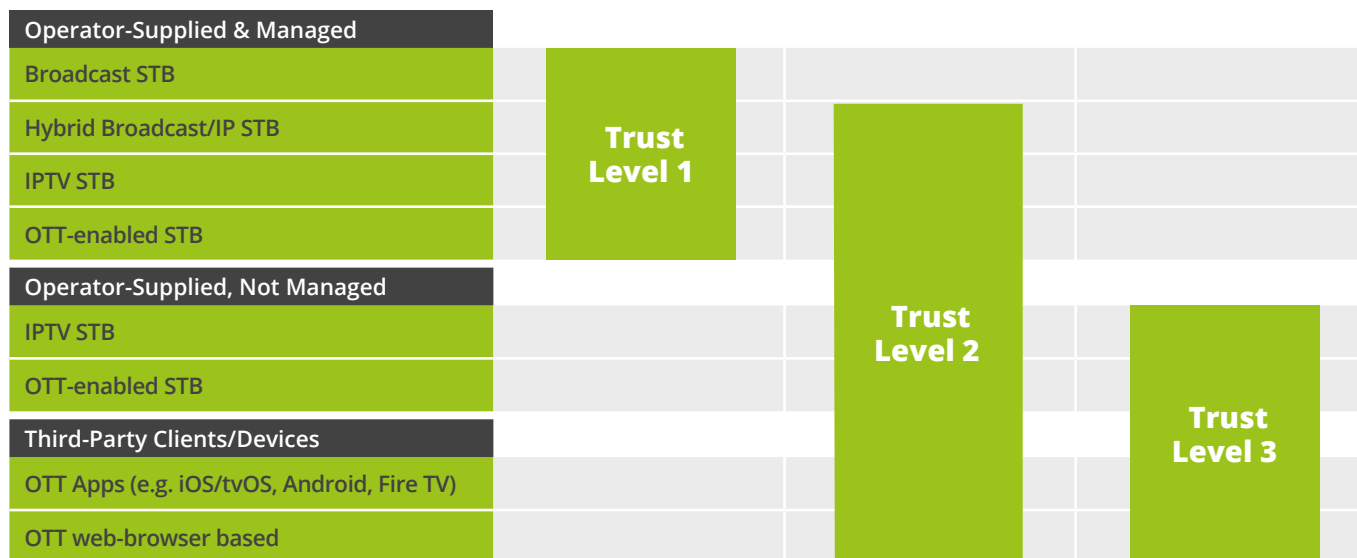 Operator-Supplied & Managed
Broadcast STB
Hybrid Broadcast/IP STB
IPTV STB
OTT-enabled STB
Operator-Supplied, Not Managed
IPTV STB
OTT-enabled STB
Third-Party Clients/Devices
OTT Apps (e.g. iOS/tvOS, Android, Fire TV)
OTT web-browser based
Trust
Level 1
Trust
Level 2
Trust
Level 3